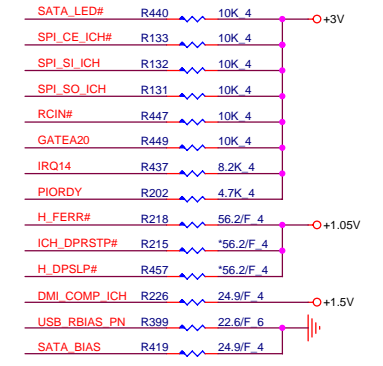 SATA_LED# R440 10K_4 +3V
SPI_CE_ICH# R133 10K_4
SPI_SI_ICH R132 10K_4
SPI_SO_ICH R131 10K_4
RCIN# R447 10K_4
GATEA20 R449 10K_4
IRQ14 R437 8.2K_4
PIORDY R202 4.7K_4
H_FERR# R218 56.2/F_4 +1.05V
ICH_DPRSTP# R215 *56.2/F_4
H_DPSLP# R457 *56.2/F_4
DMI_COMP_ICH R226 24.9/F_4 +1.5V
USB_RBIAS_PN R399 22.6/F_6
SATA_BIAS R419 24.9/F_4